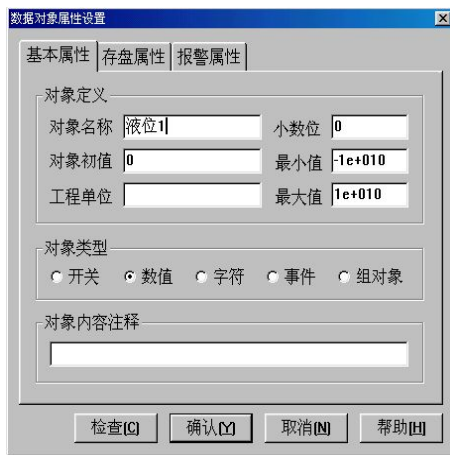 数据对象属性设置
基本属性 存盘属性 报警属性
对象定义
对象名称 液位1 小数位 0
对象初值 0 最小值 -1e+010
工程单位 最大值 1e+010
对象类型
开关 数值 字符 事件 组对象
对象内容注释
检查[C] 确认[Y] 取消[N] 帮助[H]